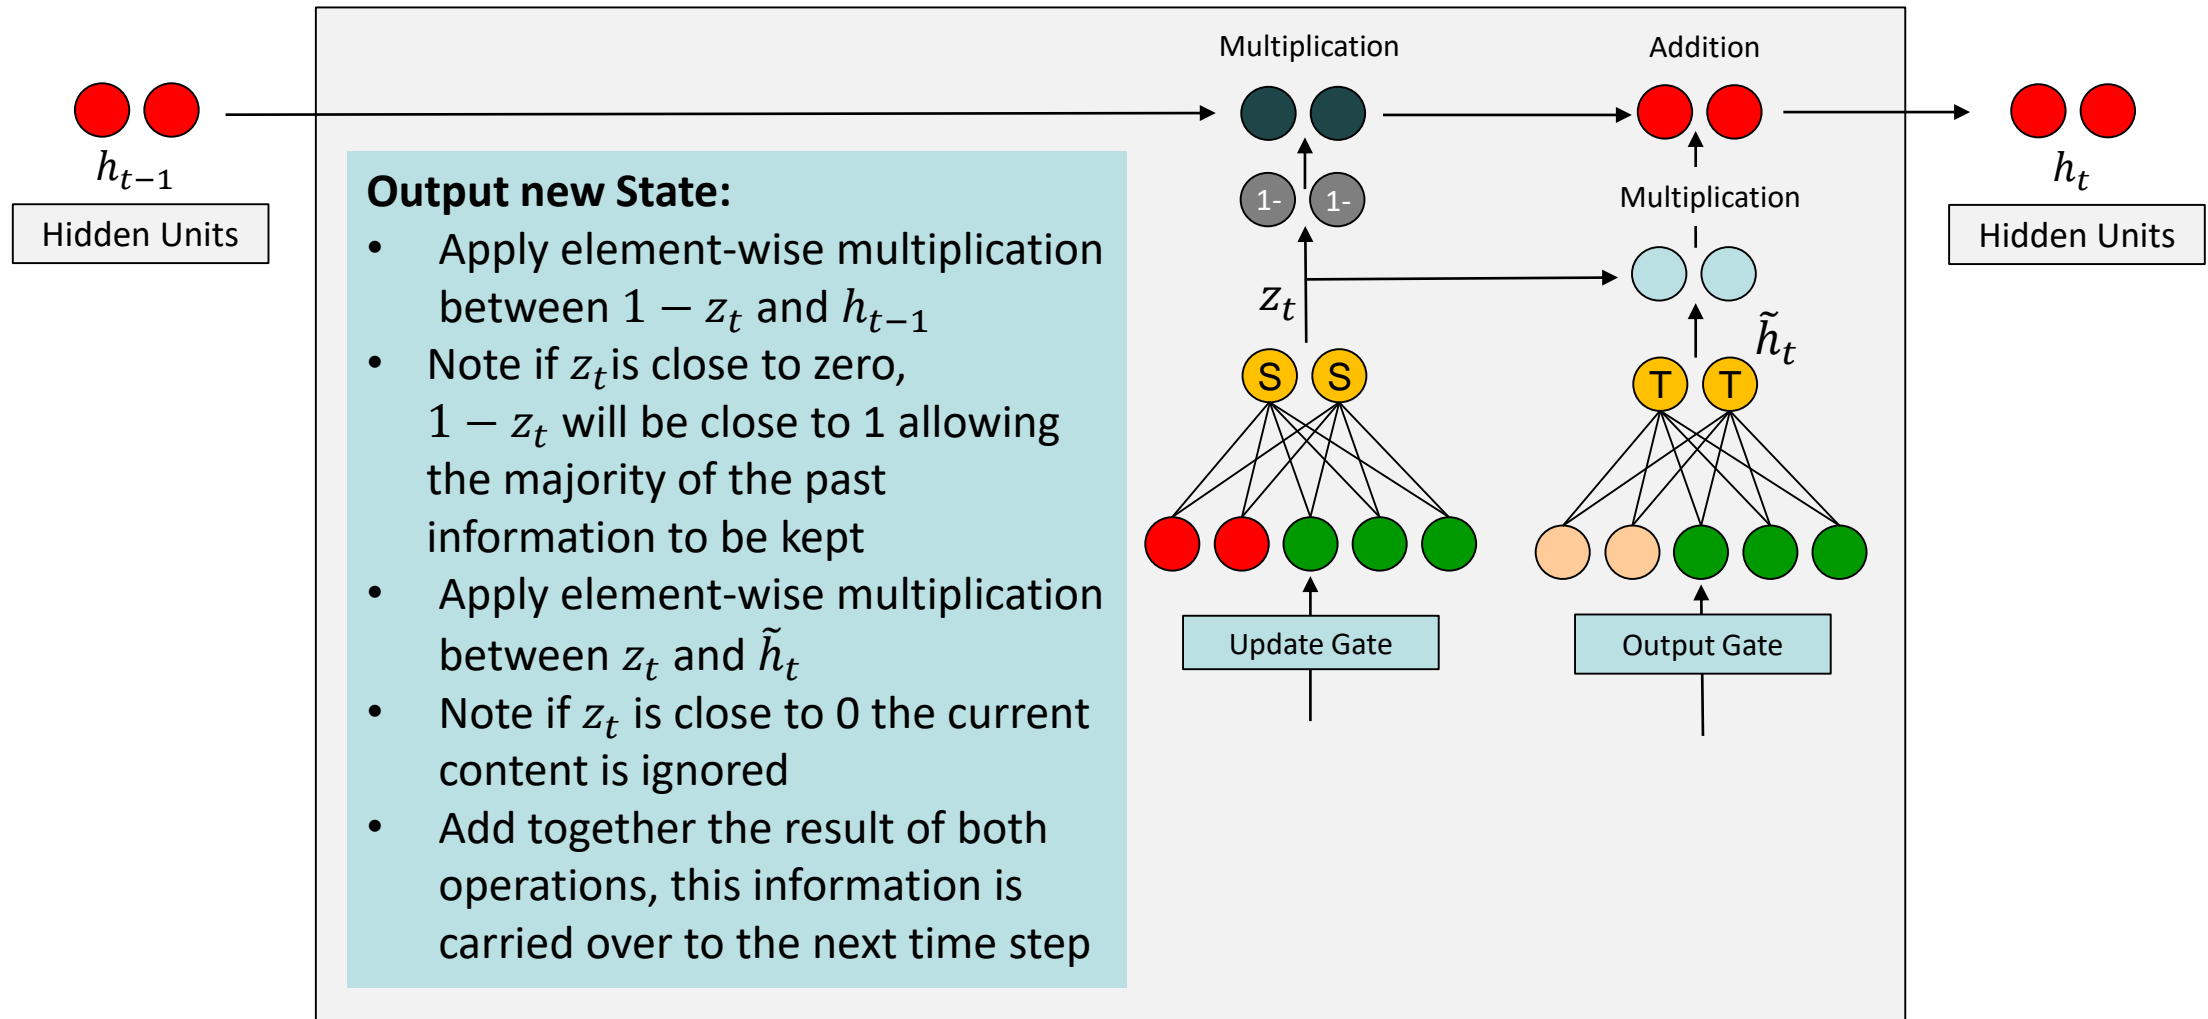 Multiplication
Addition
h_{t−1}
Hidden Units
Output new State:
• Apply element-wise multiplication
between 1 − z_t and h_{t−1}
• Note if z_t is close to zero,
1 − z_t will be close to 1 allowing
the majority of the past
information to be kept
• Apply element-wise multiplication
between z_t and h̃_t
• Note if z_t is close to 0 the current
content is ignored
• Add together the result of both
operations, this information is
carried over to the next time step
1- 1-
z_t
S S
Update Gate
Multiplication
h̃_t
T T
Output Gate
h_t
Hidden Units